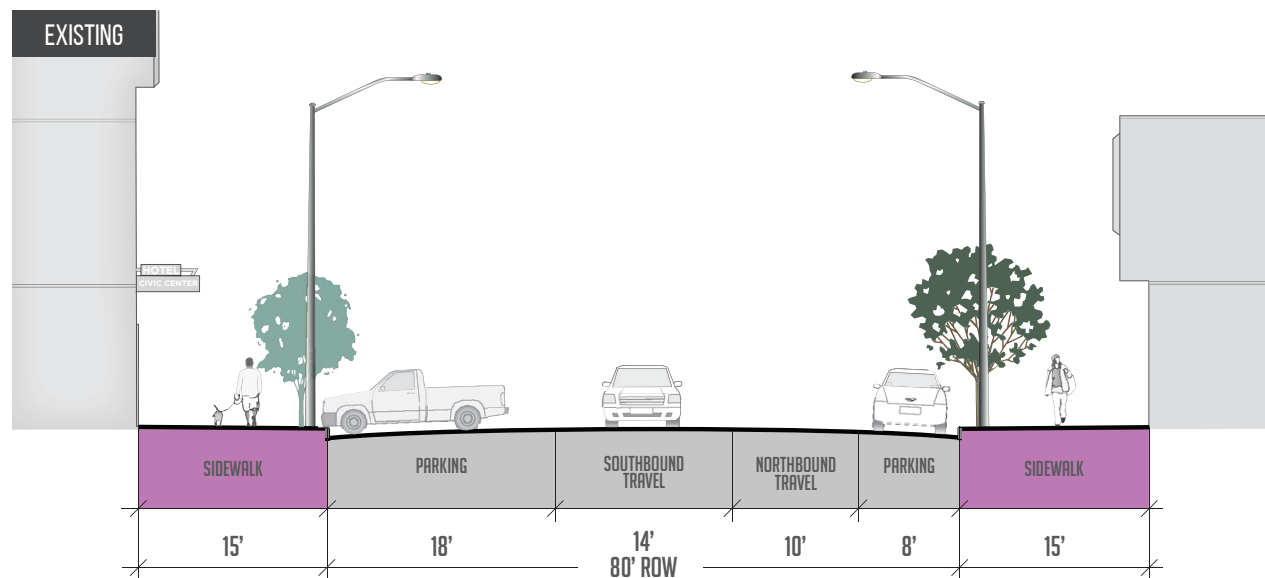 EXISTING
HOTEL
CIVIC CENTER
SIDEWALK
PARKING
SOUTHBOUND
TRAVEL
NORTHBOUND
TRAVEL
PARKING
SIDEWALK
15’
18’
14’
10’
8’
15’
80’ ROW